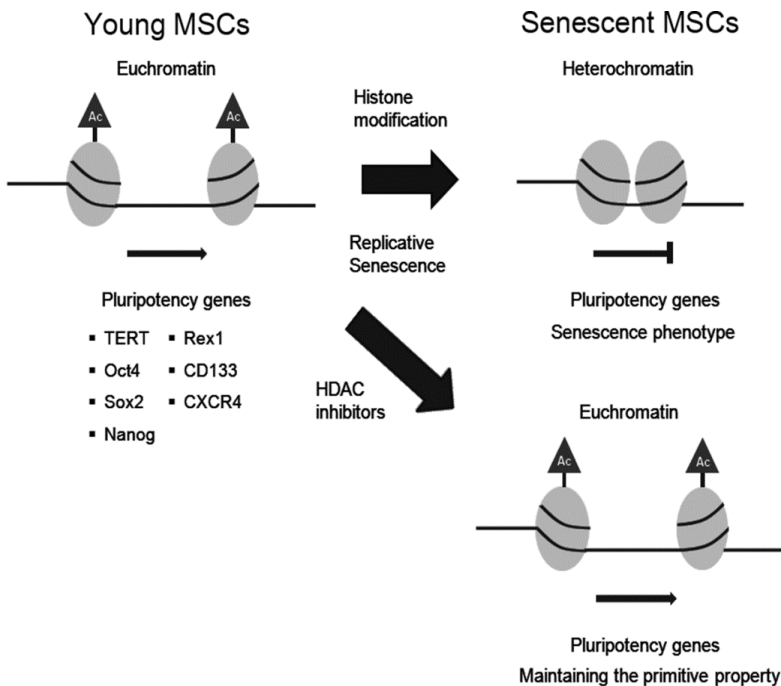 Young MSCs
Euchromatin
Ac
Ac
Pluripotency genes
▪ TERT ▪ Rex1
▪ Oct4 ▪ CD133
▪ Sox2 ▪ CXCR4
▪ Nanog
Histone
modification
Replicative
Senescence
HDAC
inhibitors
Senescent MSCs
Heterochromatin
Pluripotency genes
Senescence phenotype
Euchromatin
Ac
Ac
Pluripotency genes
Maintaining the primitive property